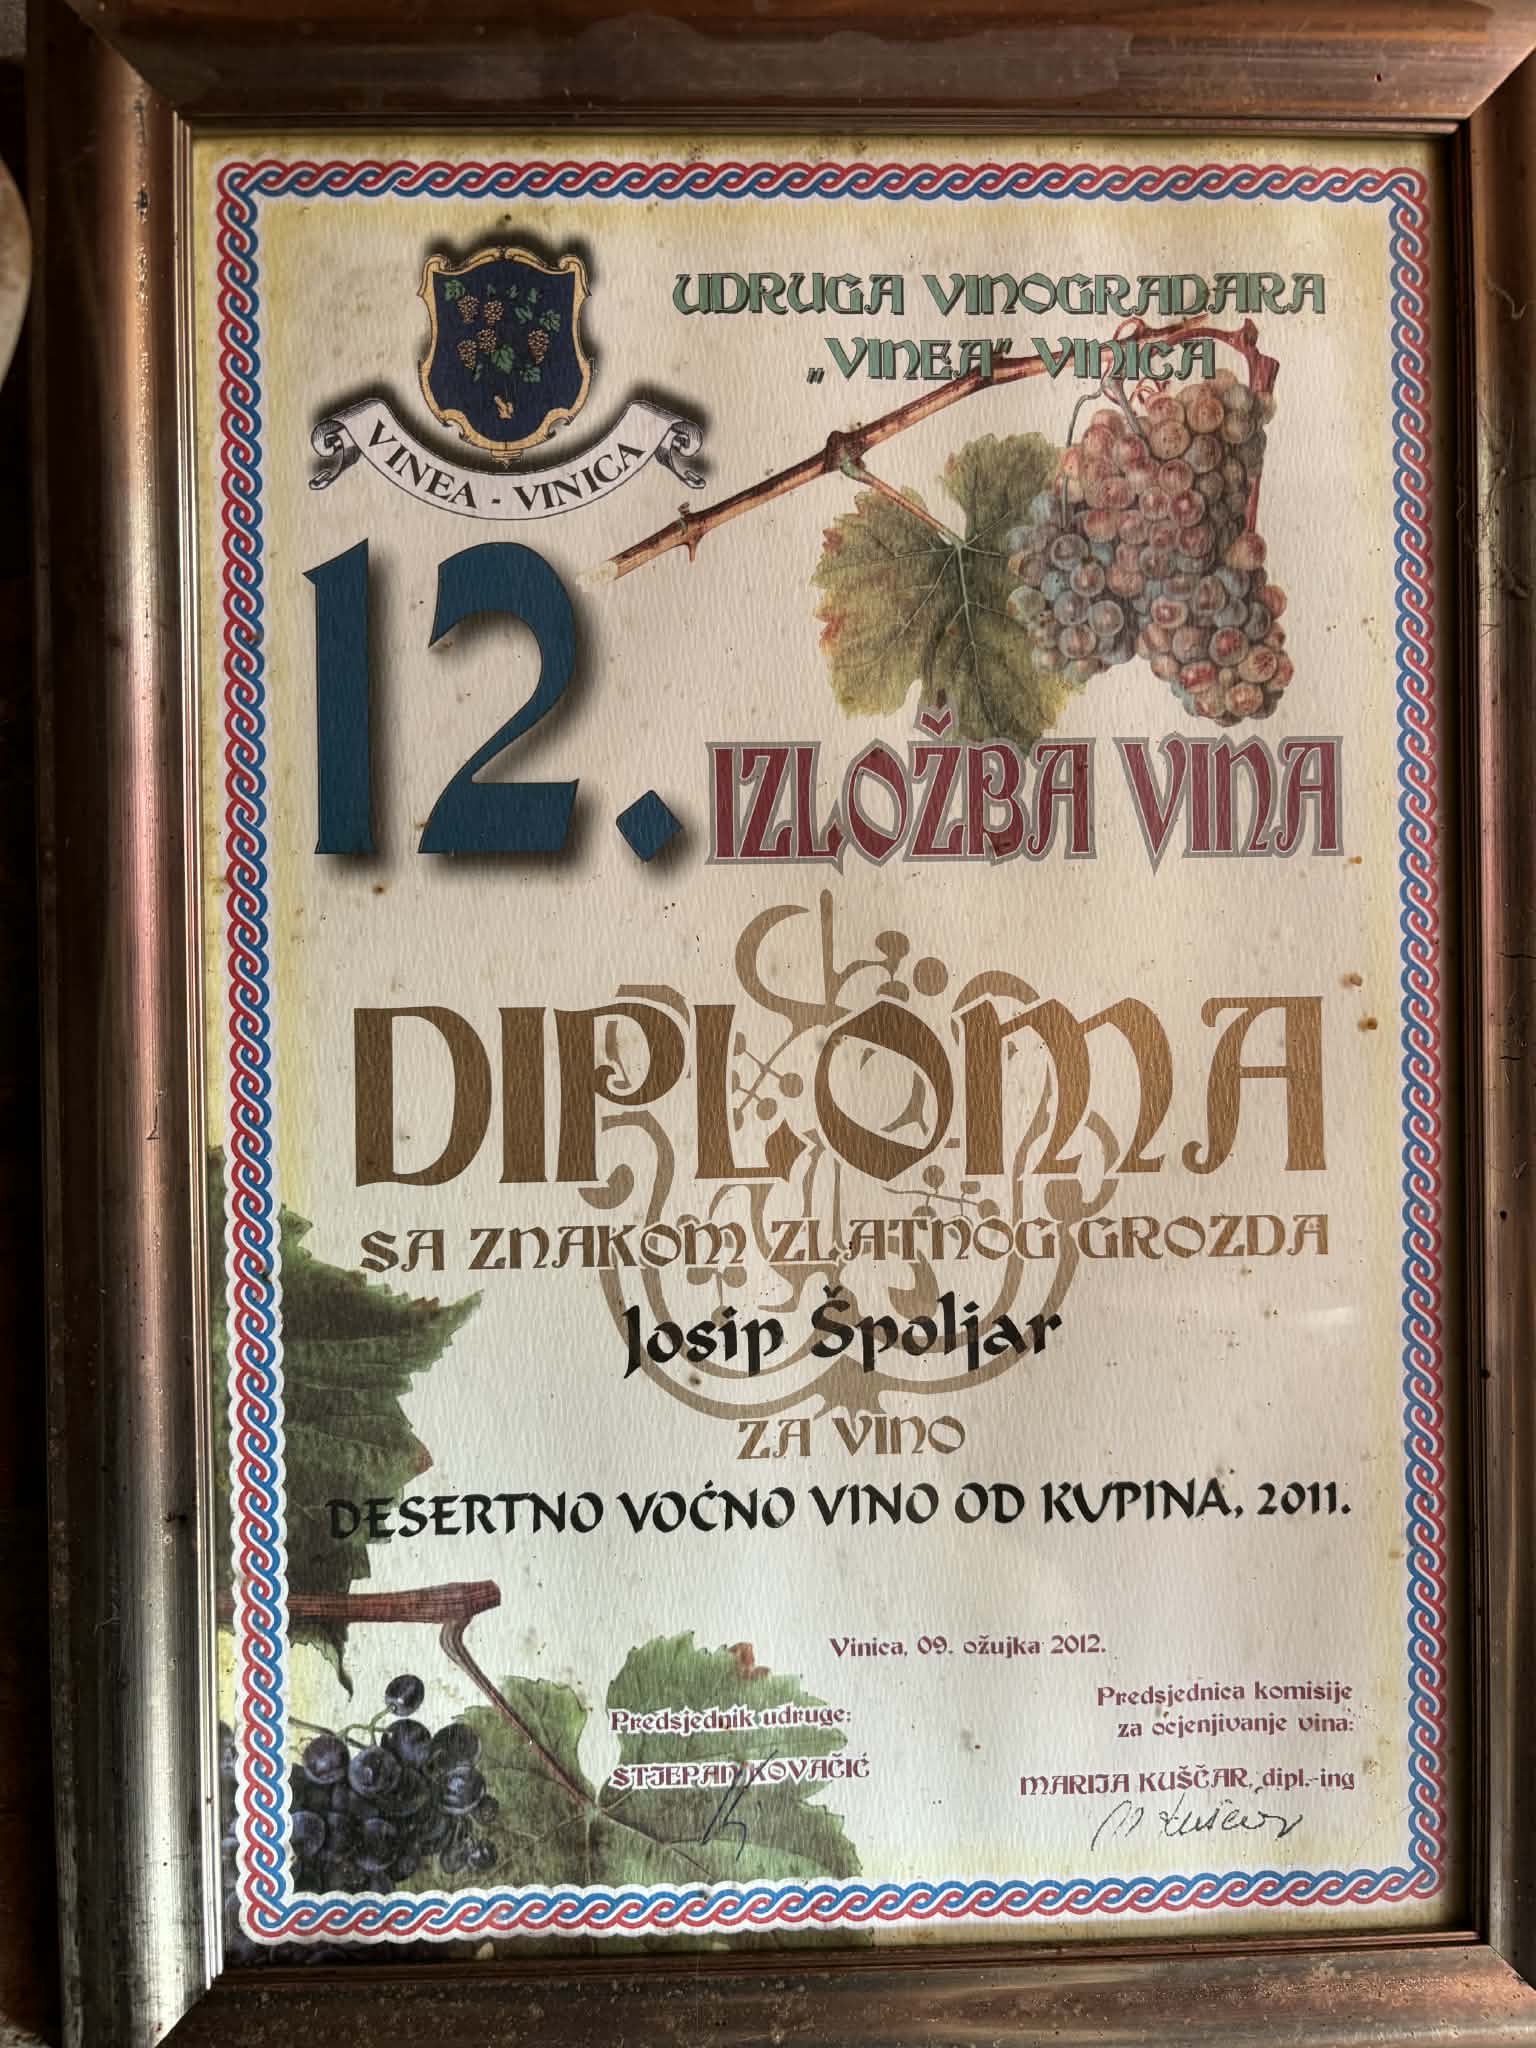 VINEA - VINICA
UDRUGA VINOGRADARA
„VINEA” VINICA
12. IZLOŽBA VINA
DIPLOMA
SA ZNAKOM ZLATNOG GROZDA
Josip Špoljar
ZA VINO
DESERTNO VOĆNO VINO OD KUPINA, 2011.
Vinica, 09. ožujka 2012.
Predsjednik udruge:
STJEPAN KOVAČIĆ
Predsjednica komisije
za ocjenjivanje vina:
MARIJA KUŠČAR, dipl.-ing